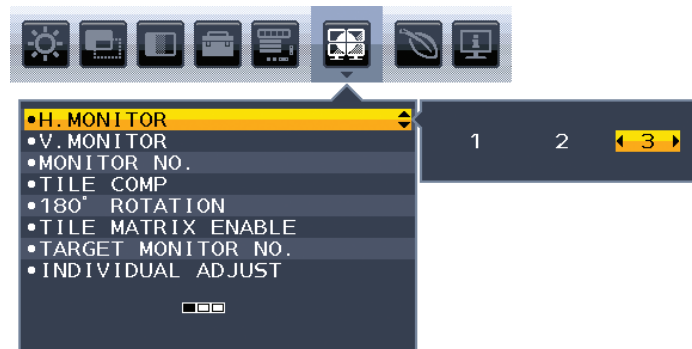 •H.MONITOR
1 2 3
•V.MONITOR
•MONITOR NO.
•TILE COMP
•180° ROTATION
•TILE MATRIX ENABLE
•TARGET MONITOR NO.
•INDIVIDUAL ADJUST